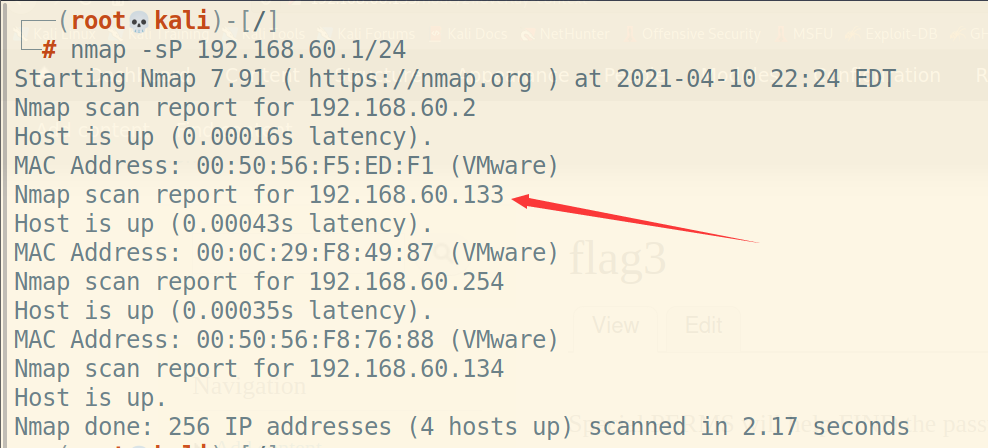 (root💀kali)-[/]
# nmap -sP 192.168.60.1/24
Starting Nmap 7.91 ( https://nmap.org ) at 2021-04-10 22:24 EDT
Nmap scan report for 192.168.60.2
Host is up (0.00016s latency).
MAC Address: 00:50:56:F5:ED:F1 (VMware)
Nmap scan report for 192.168.60.133
Host is up (0.00043s latency).
MAC Address: 00:0C:29:F8:49:87 (VMware)
flag3
Nmap scan report for 192.168.60.254
Host is up (0.00035s latency).
View Edit
MAC Address: 00:50:56:F8:76:88 (VMware)
Nmap scan report for 192.168.60.134
Navigation
Host is up.
Nmap done: 256 IP addresses (4 hosts up) scanned in 2.17 seconds